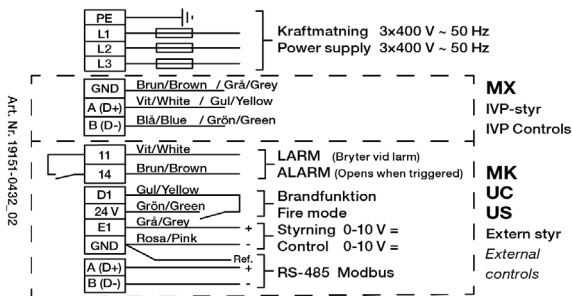 PE
L1
L2
L3
Kraftmatning 3×400 V ~ 50 Hz
Power supply 3×400 V ~ 50 Hz
GND Brun/Brown / Grå/Grey
A (D+) Vit/White / Gul/Yellow
B (D-) Blå/Blue / Grön/Green
MX
IVP-styr
IVP Controls
Art. Nr. 19151-0432_02
11 Vit/White
14 Brun/Brown
LARM (Bryter vid larm)
ALARM (Opens when triggered)
D1 Gul/Yellow
24 V Grön/Green
Brandfunktion
Fire mode
E1 Grå/Grey +
GND Rosa/Pink -
Styrning 0-10 V =
Control 0-10 V =
Ref.
A (D+) +
B (D-) -
RS-485 Modbus
MK
UC
US
Extern styr
External
controls